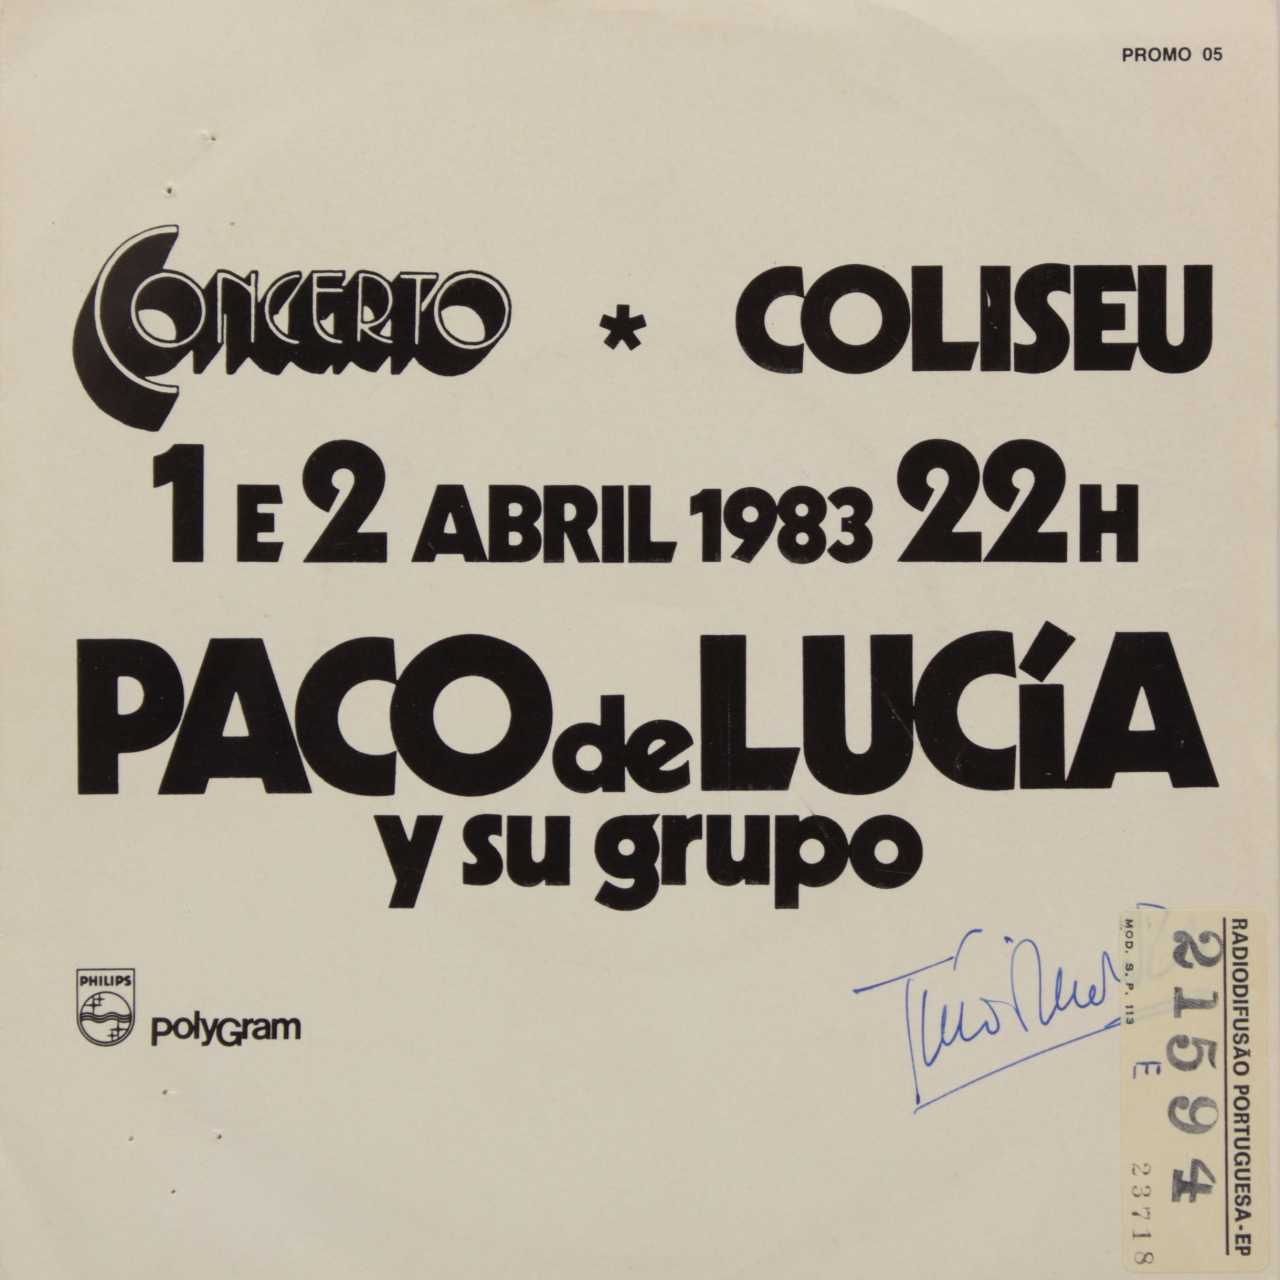 PROMO 05
CONCERTO * COLISEU
1 E 2 ABRIL 1983 22H
PACO de LUCÍA
y su grupo
PHILIPS
polyGram
RADIODIFUSÃO PORTUGUESA-EP
21594
MOD. S. P. 113
E
23718